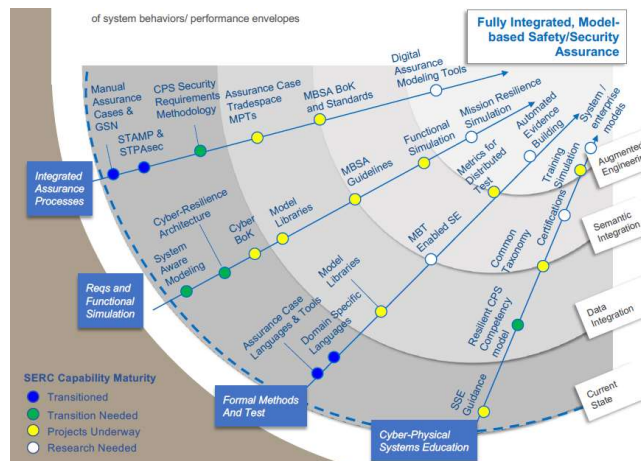 of system behaviors/ performance envelopes
Fully Integrated, Model-
based Safety/Security
Assurance
Manual
Assurance
Cases &
GSN
STAMP &
STPAsec
CPS Security
Requirements
Methodology
Assurance Case
Tradespace
MPTs
MBSA BoK
and Standards
Digital
Assurance
Modeling Tools
Integrated
Assurance
Processes
System
Aware
Modeling
Cyber-Resilience
Architecture
Cyber
BoK
Model
Libraries
MBSA
Guidelines
Functional
Simulation
Mission Resilience
Simulation
Reqs and
Functional
Simulation
Assurance Case
Languages & Tools
Domain Specific
Languages
Model
Libraries
MBT
Enabled SE
Metrics for
Distributed
Test
Automated
Evidence
Building
Formal Methods
And Test
SSE
Guidance
Resilient CPS
Competency
model
Common
Taxonomy
Certifications
Training
Simulation
System /
enterprise
models
Cyber-Physical
Systems Education
Augmented
Engineering
Semantic
Integration
Data
Integration
Current
State
SERC Capability Maturity
Transitioned
Transition Needed
Projects Underway
Research Needed